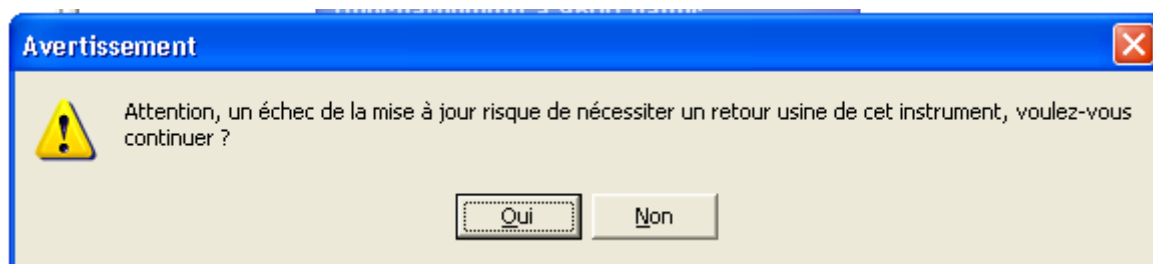 Avertissement
Attention, un échec de la mise à jour risque de nécessiter un retour usine de cet instrument, voulez-vous
continuer ?
Oui
Non